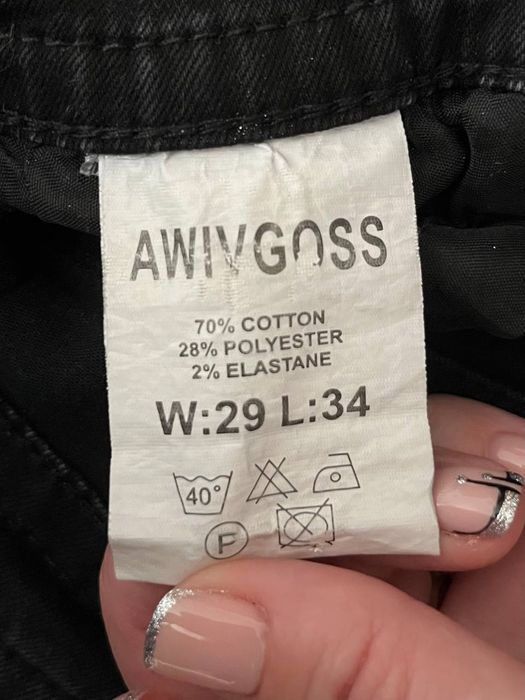 AWIVGOSS
70% COTTON
28% POLYESTER
2% ELASTANE
W:29 L:34
40°
F